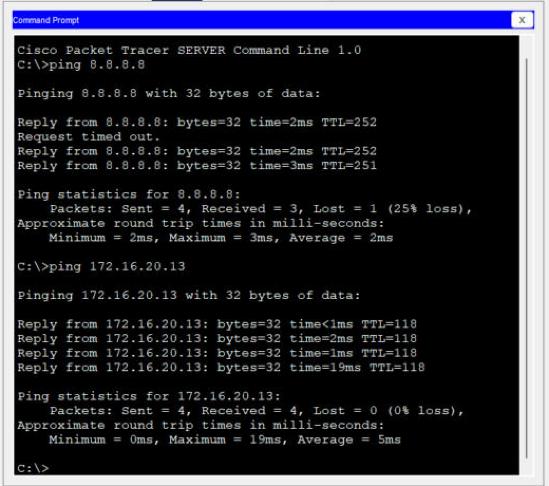 Command Prompt
X
Cisco Packet Tracer SERVER Command Line 1.0
C:\>ping 8.8.8.8
Pinging 8.8.8.8 with 32 bytes of data:
Reply from 8.8.8.8: bytes=32 time=2ms TTL=252
Request timed out.
Reply from 8.8.8.8: bytes=32 time=2ms TTL=252
Reply from 8.8.8.8: bytes=32 time=3ms TTL=251
Ping statistics for 8.8.8.8:
Packets: Sent = 4, Received = 3, Lost = 1 (25% loss),
Approximate round trip times in milli-seconds:
Minimum = 2ms, Maximum = 3ms, Average = 2ms
C:\>ping 172.16.20.13
Pinging 172.16.20.13 with 32 bytes of data:
Reply from 172.16.20.13: bytes=32 time<1ms TTL=118
Reply from 172.16.20.13: bytes=32 time=2ms TTL=118
Reply from 172.16.20.13: bytes=32 time=1ms TTL=118
Reply from 172.16.20.13: bytes=32 time=19ms TTL=118
Ping statistics for 172.16.20.13:
Packets: Sent = 4, Received = 4, Lost = 0 (0% loss),
Approximate round trip times in milli-seconds:
Minimum = 0ms, Maximum = 19ms, Average = 5ms
C:\>